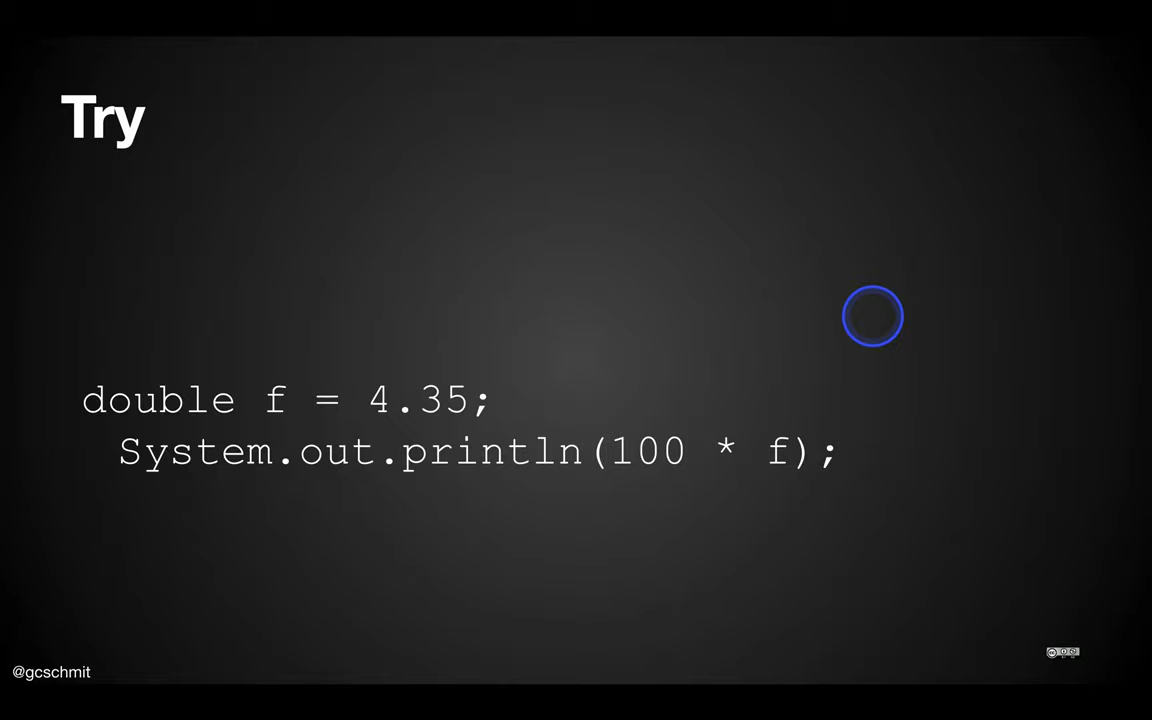 Try
double f = 4.35;
System.out.println(100 * f);
@gcschmit